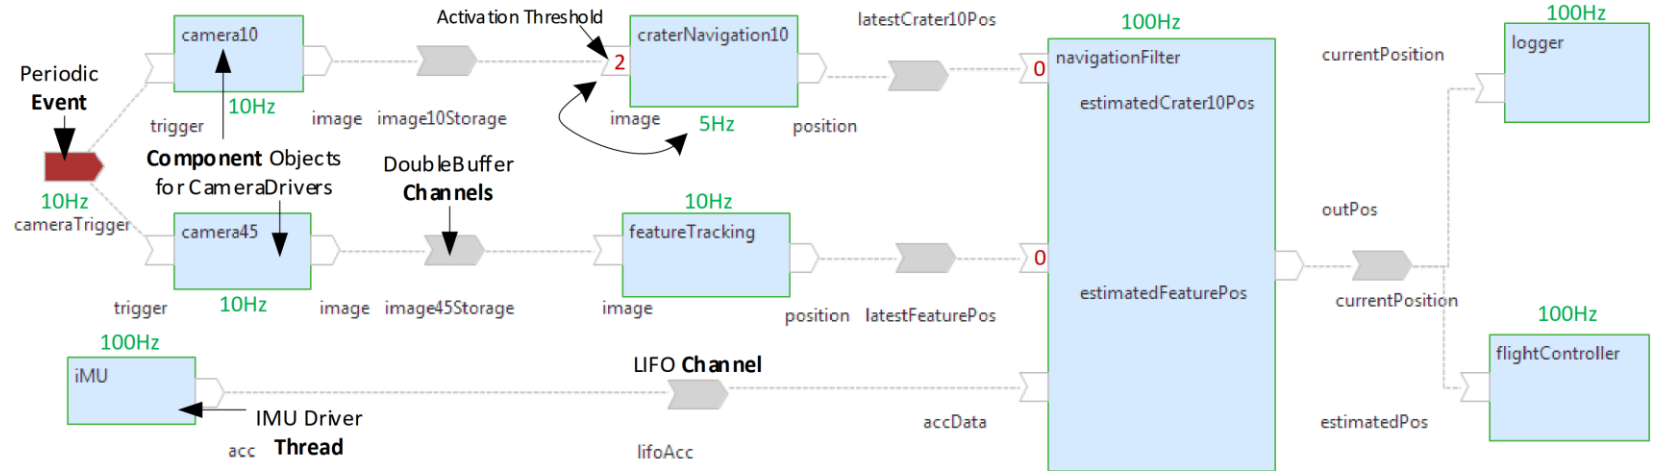 Activation Threshold
latestCrater10Pos
100Hz
100Hz
camera10
craterNavigation10
logger
Periodic
Event
2
0
navigationFilter
currentPosition
10Hz
estimatedCrater10Pos
trigger
image
image10Storage
image
5Hz
position
Component Objects
for CameraDrivers
DoubleBuffer
Channels
10Hz
cameraTrigger
10Hz
outPos
camera45
featureTracking
0
estimatedFeaturePos
10Hz
trigger
image
image45Storage
image
position
latestFeaturePos
currentPosition
100Hz
100Hz
iMU
LIFO Channel
flightController
IMU Driver
Thread
acc
lifoAcc
accData
estimatedPos